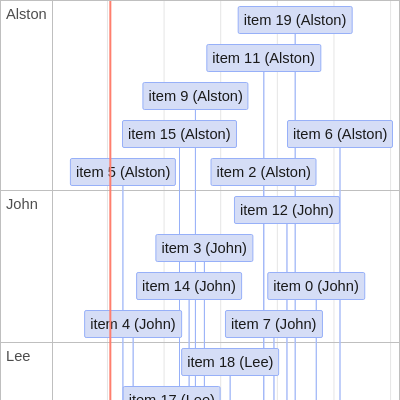 Alston
item 19 (Alston)
item 11 (Alston)
item 9 (Alston)
item 15 (Alston)
item 6 (Alston)
item 5 (Alston)
item 2 (Alston)
John
item 12 (John)
item 3 (John)
item 14 (John)
item 0 (John)
item 4 (John)
item 7 (John)
Lee
item 18 (Lee)
item 17 (Lee)